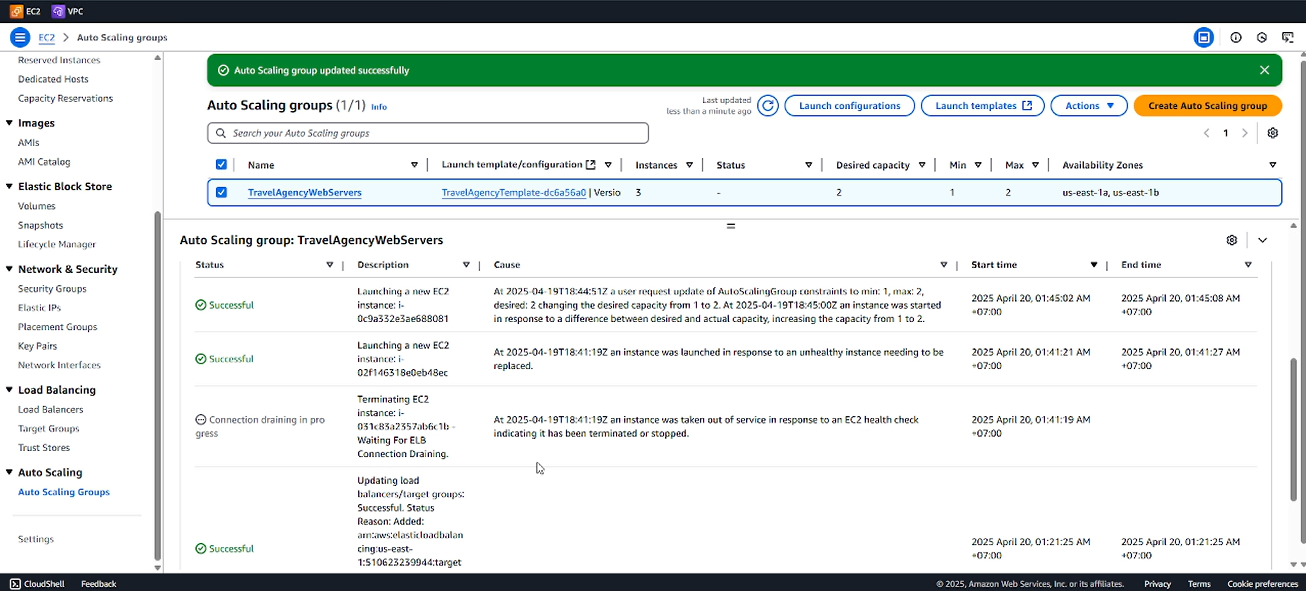 EC2 VPC
EC2 > Auto Scaling groups
Reserved Instances
Dedicated Hosts
Capacity Reservations
Images
AMIs
AMI Catalog
Elastic Block Store
Volumes
Snapshots
Lifecycle Manager
Network & Security
Security Groups
Elastic IPs
Placement Groups
Key Pairs
Network Interfaces
Load Balancing
Load Balancers
Target Groups
Trust Stores
Auto Scaling
Auto Scaling Groups
Settings
Auto Scaling group updated successfully
Auto Scaling groups (1/1) Info
Last updated
less than a minute ago
Launch configurations
Launch templates
Actions
Create Auto Scaling group
Search your Auto Scaling groups
1
Name Launch template/configuration Instances Status Desired capacity Min Max Availability Zones
TravelAgencyWebServers TravelAgencyTemplate-dc6a56a0 | Versio 3 - 2 1 2 us-east-1a, us-east-1b
Auto Scaling group: TravelAgencyWebServers
Status Description Cause Start time End time
Successful
Launching a new EC2
instance: i-
0c9a332e3ae688081
At 2025-04-19T18:44:51Z a user request update of AutoScalingGroup constraints to min: 1, max: 2,
desired: 2 changing the desired capacity from 1 to 2. At 2025-04-19T18:45:00Z an instance was started
in response to a difference between desired and actual capacity, increasing the capacity from 1 to 2.
2025 April 20, 01:45:02 AM
+07:00
2025 April 20, 01:45:08 AM
+07:00
Successful
Launching a new EC2
instance: i-
02f146318e0eb48ec
At 2025-04-19T18:41:19Z an instance was launched in response to an unhealthy instance needing to be
replaced.
2025 April 20, 01:41:21 AM
+07:00
2025 April 20, 01:41:27 AM
+07:00
Connection draining in pro
gress
Terminating EC2
instance: i-
031c83a2357ab6c1b -
Waiting For ELB
Connection Draining.
At 2025-04-19T18:41:19Z an instance was taken out of service in response to an EC2 health check
indicating it has been terminated or stopped.
2025 April 20, 01:41:19 AM
+07:00
Successful
Updating load
balancers/target groups:
Successful. Status
Reason: Added:
arn:aws:elasticloadbalan
cing:us-east-
1:510623239944:target
2025 April 20, 01:21:25 AM
+07:00
2025 April 20, 01:21:25 AM
+07:00
CloudShell Feedback © 2025, Amazon Web Services, Inc. or its affiliates. Privacy Terms Cookie preferences